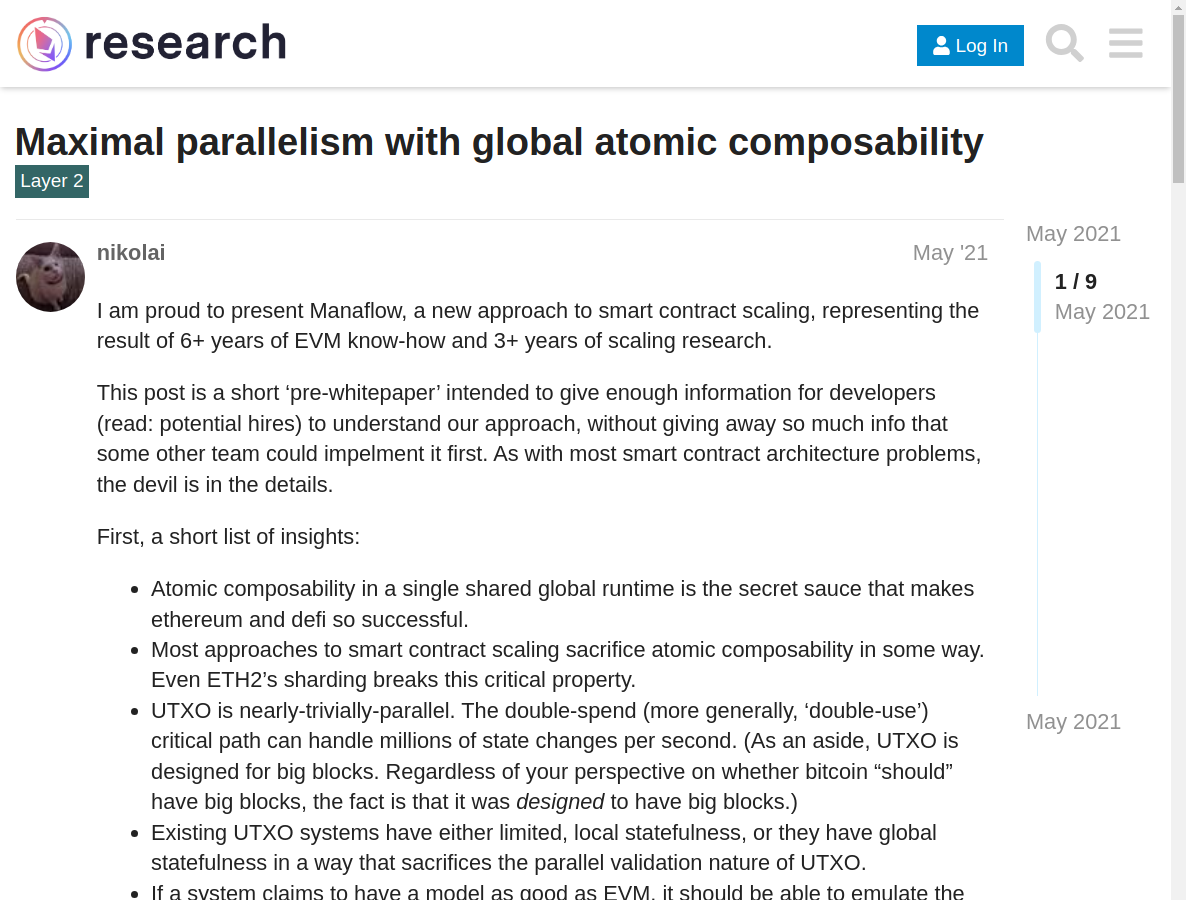 research
Log In
Maximal parallelism with global atomic composability
Layer 2
nikolai
May '21
May 2021
1 / 9
May 2021
I am proud to present Manaflow, a new approach to smart contract scaling, representing the
result of 6+ years of EVM know-how and 3+ years of scaling research.
This post is a short ‘pre-whitepaper’ intended to give enough information for developers
(read: potential hires) to understand our approach, without giving away so much info that
some other team could impelment it first. As with most smart contract architecture problems,
the devil is in the details.
First, a short list of insights:
• Atomic composability in a single shared global runtime is the secret sauce that makes
ethereum and defi so successful.
• Most approaches to smart contract scaling sacrifice atomic composability in some way.
Even ETH2’s sharding breaks this critical property.
• UTXO is nearly-trivially-parallel. The double-spend (more generally, ‘double-use’)
critical path can handle millions of state changes per second. (As an aside, UTXO is
designed for big blocks. Regardless of your perspective on whether bitcoin “should”
have big blocks, the fact is that it was designed to have big blocks.)
May 2021
• Existing UTXO systems have either limited, local statefulness, or they have global
statefulness in a way that sacrifices the parallel validation nature of UTXO.
• If a system claims to have a model as good as EVM, it should be able to emulate the